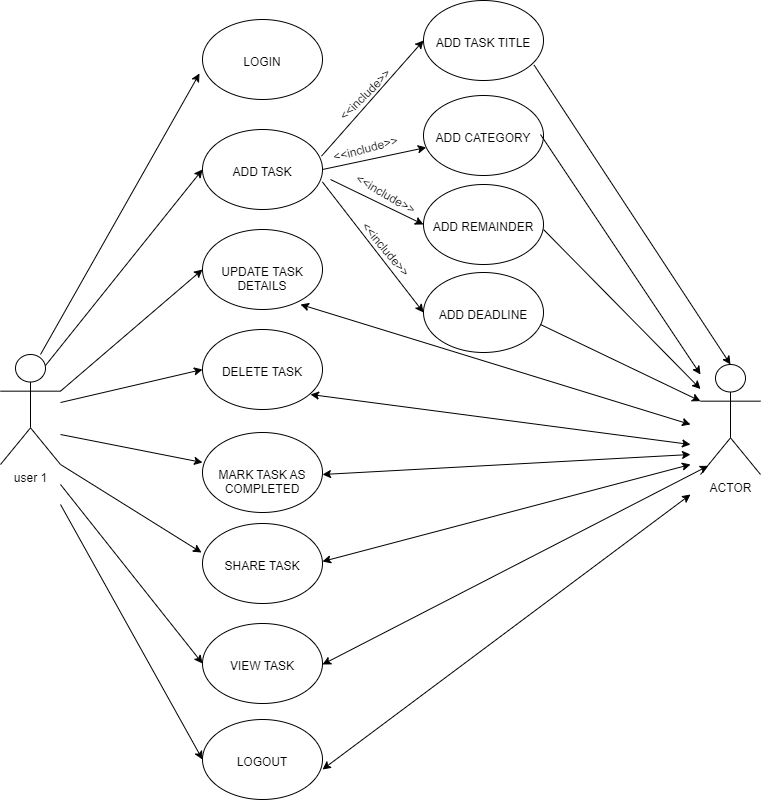 LOGIN
ADD TASK
UPDATE TASK
DETAILS
DELETE TASK
MARK TASK AS
COMPLETED
SHARE TASK
VIEW TASK
LOGOUT
<<include>>
<<include>>
<<include>>
<<include>>
ADD TASK TITLE
ADD CATEGORY
ADD REMAINDER
ADD DEADLINE
user 1
ACTOR